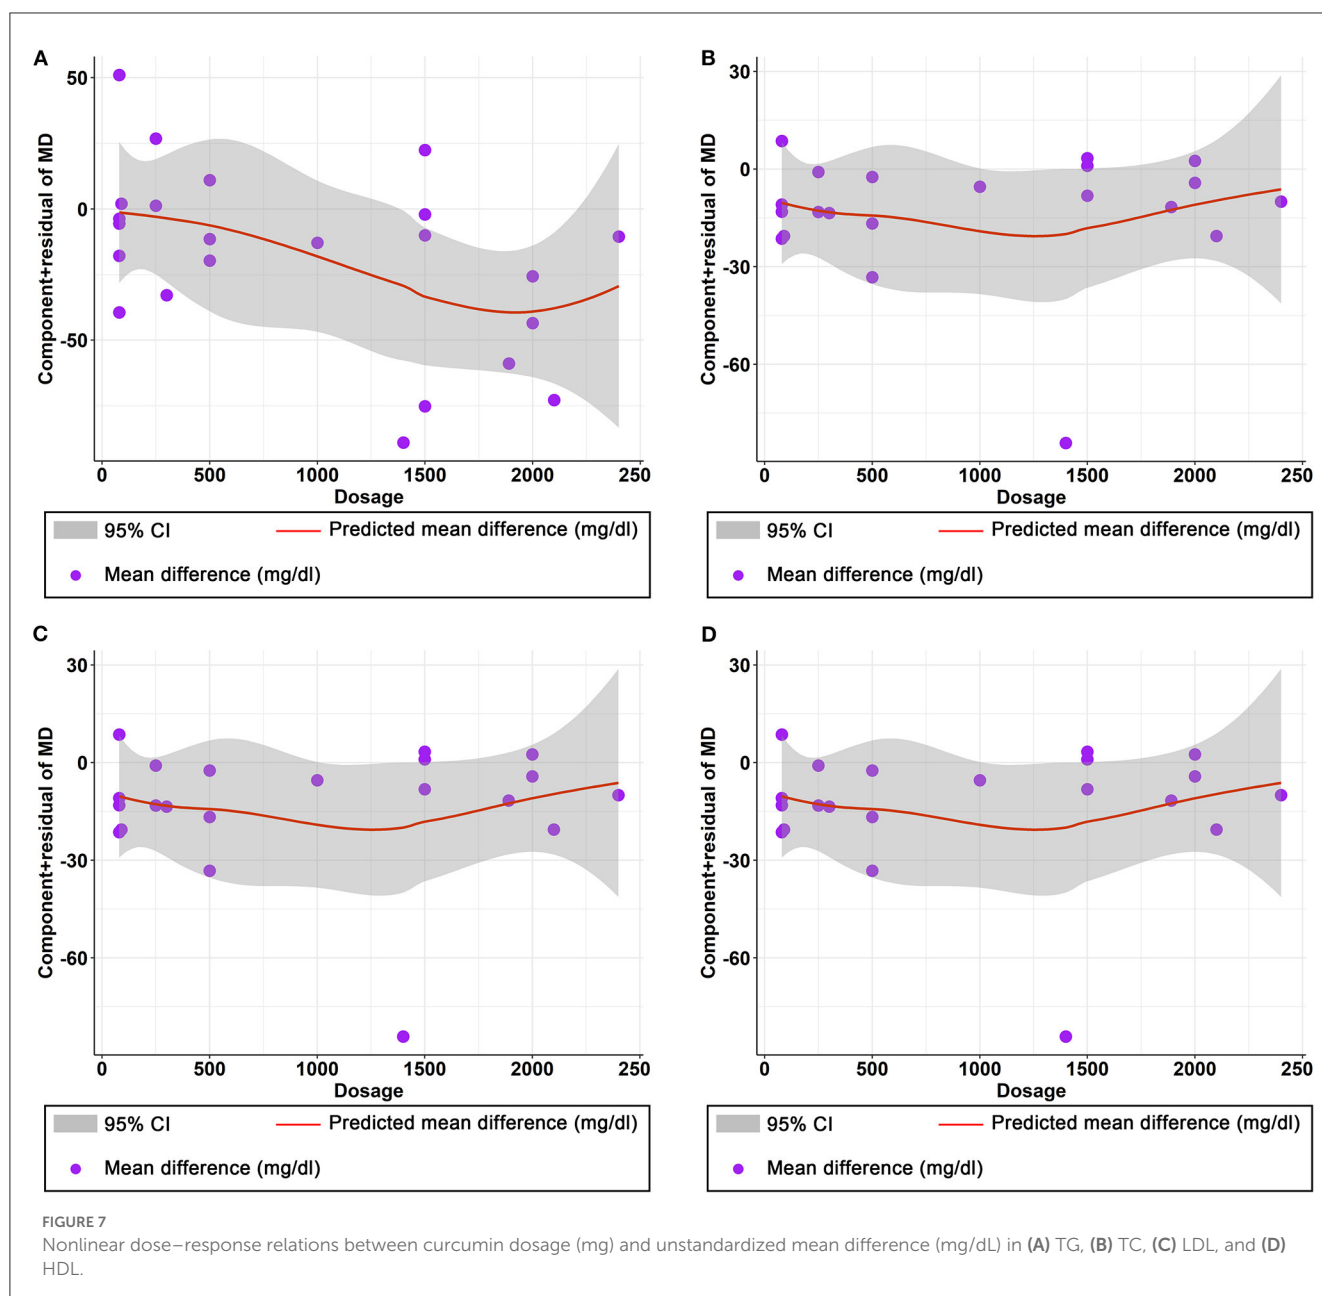 A
B
Component+residual of MD
50
0
-50
0 500 1000 1500 2000 250
Dosage
95% CI Predicted mean difference (mg/dl)
Mean difference (mg/dl)
Component+residual of MD
30
0
-30
-60
0 500 1000 1500 2000 250
Dosage
95% CI Predicted mean difference (mg/dl)
Mean difference (mg/dl)
C
D
Component+residual of MD
30
0
-30
-60
0 500 1000 1500 2000 250
Dosage
95% CI Predicted mean difference (mg/dl)
Mean difference (mg/dl)
Component+residual of MD
30
0
-30
-60
0 500 1000 1500 2000 250
Dosage
95% CI Predicted mean difference (mg/dl)
Mean difference (mg/dl)
FIGURE 7
Nonlinear dose–response relations between curcumin dosage (mg) and unstandardized mean difference (mg/dL) in (A) TG, (B) TC, (C) LDL, and (D)
HDL.